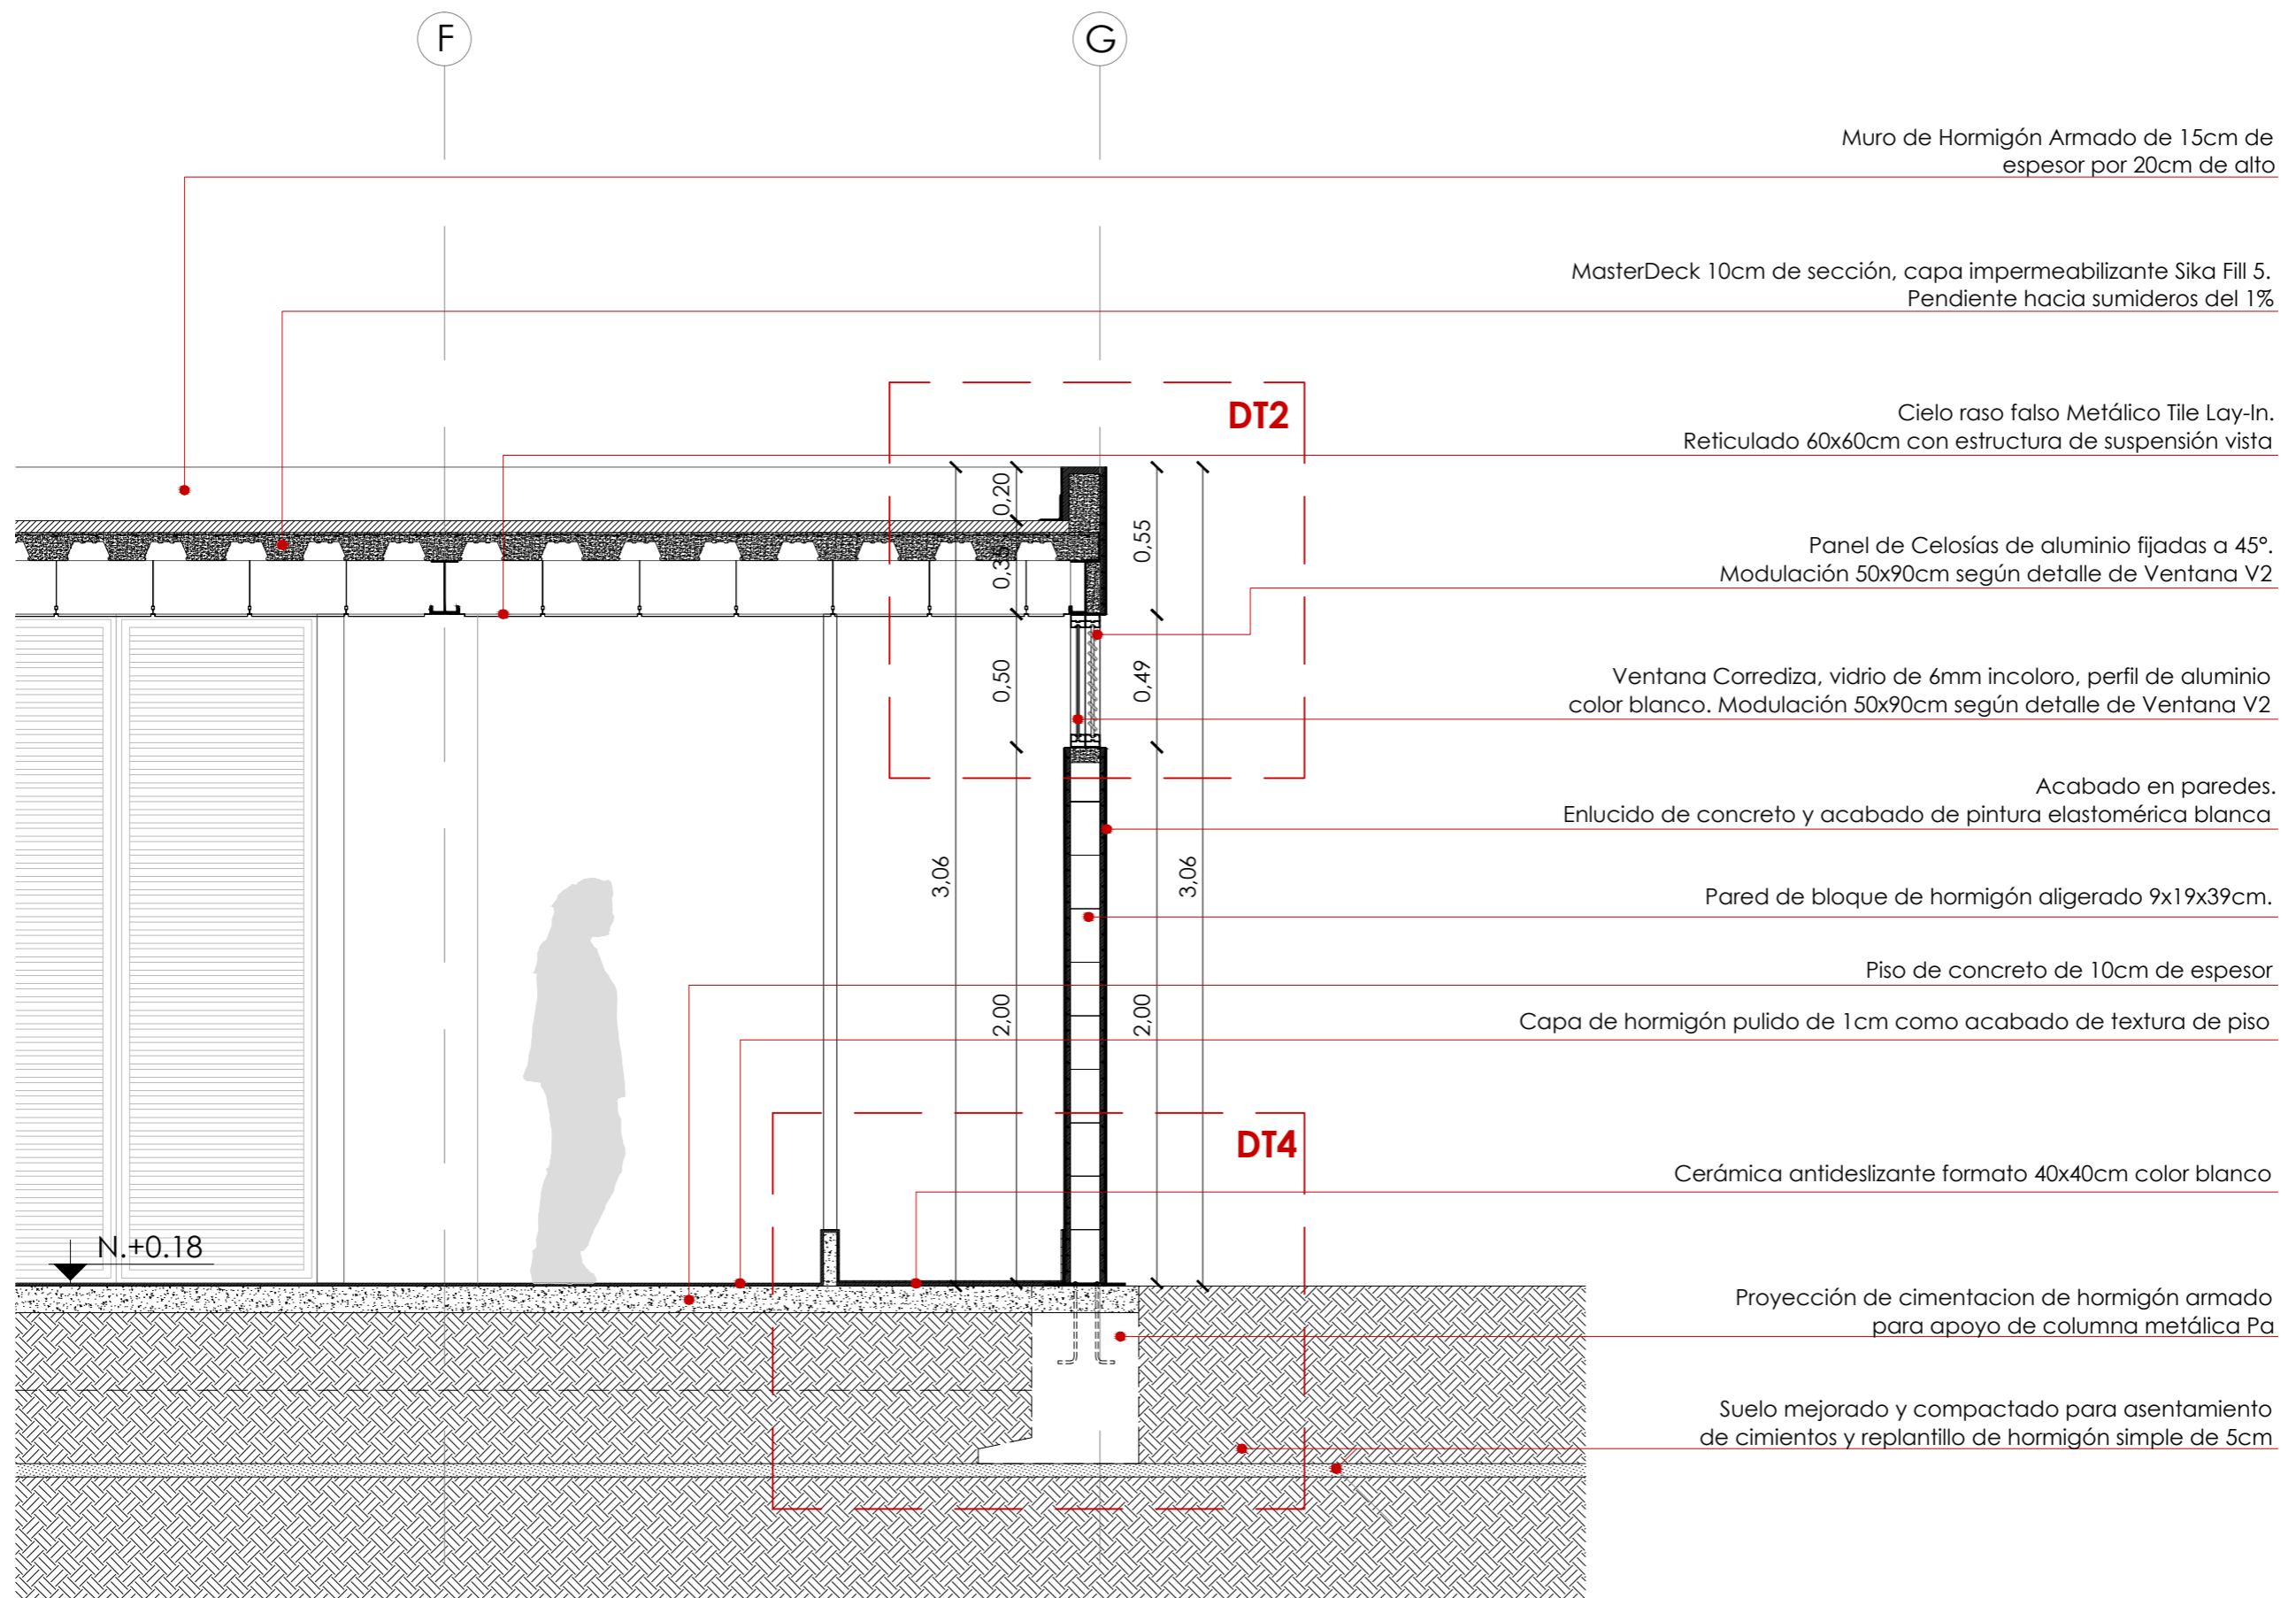 F
G
Muro de Hormigón Armado de 15cm de
espesor por 20cm de alto
MasterDeck 10cm de sección, capa impermeabilizante Sika Fill 5.
Pendiente hacia sumideros del 1%
DT2
Cielo raso falso Metálico Tile Lay-In.
Reticulado 60x60cm con estructura de suspensión vista
0,20
0,55
0,35
Panel de Celosías de aluminio fijadas a 45°.
Modulación 50x90cm según detalle de Ventana V2
0,50
0,49
Ventana Corrediza, vidrio de 6mm incoloro, perfil de aluminio
color blanco. Modulación 50x90cm según detalle de Ventana V2
Acabado en paredes.
Enlucido de concreto y acabado de pintura elastomérica blanca
3,06
3,06
Pared de bloque de hormigón aligerado 9x19x39cm.
Piso de concreto de 10cm de espesor
2,00
2,00
Capa de hormigón pulido de 1cm como acabado de textura de piso
DT4
Cerámica antideslizante formato 40x40cm color blanco
N.+0.18
Proyección de cimentacion de hormigón armado
para apoyo de columna metálica Pa
Suelo mejorado y compactado para asentamiento
de cimientos y replantillo de hormigón simple de 5cm